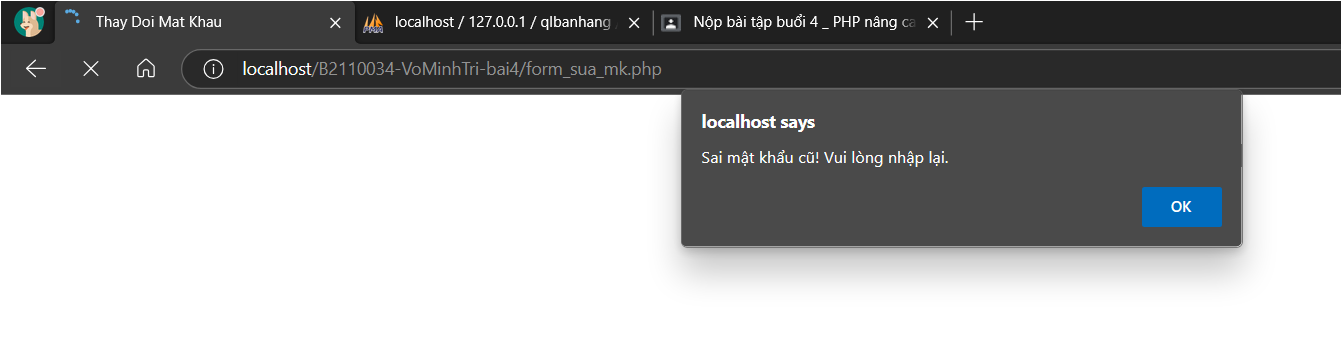 Thay Doi Mat Khau
localhost / 127.0.0.1 / qlbanhang
Nộp bài tập buổi 4 _ PHP nâng ca
localhost/B2110034-VoMinhTri-bai4/form_sua_mk.php
localhost says
Sai mật khẩu cũ! Vui lòng nhập lại.
OK